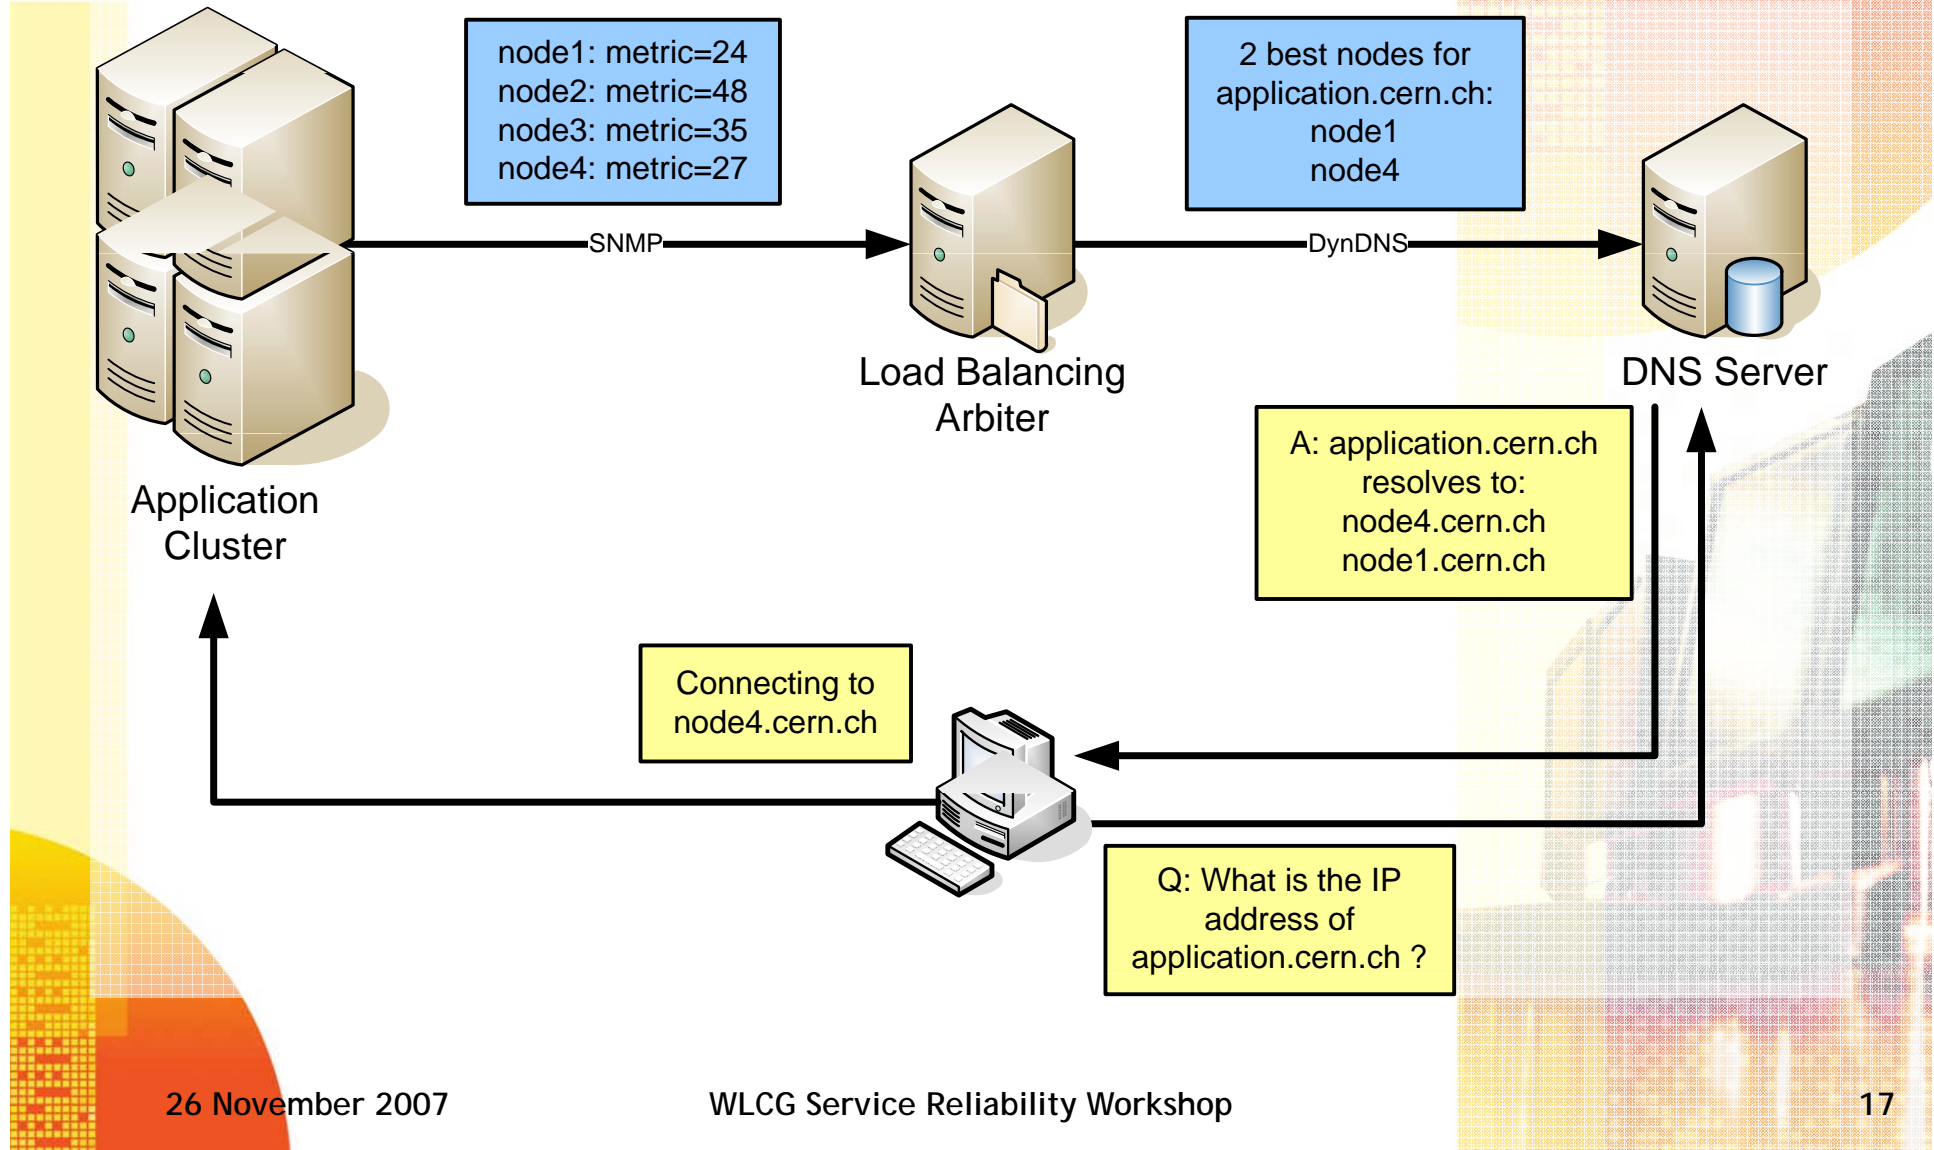 node1: metric=24
node2: metric=48
node3: metric=35
node4: metric=27
2 best nodes for
application.cern.ch:
node1
node4
SNMP
DynDNS
Load Balancing
Arbiter
DNS Server
Application
Cluster
A: application.cern.ch
resolves to:
node4.cern.ch
node1.cern.ch
Connecting to
node4.cern.ch
Q: What is the IP
address of
application.cern.ch ?
26 November 2007
WLCG Service Reliability Workshop
17